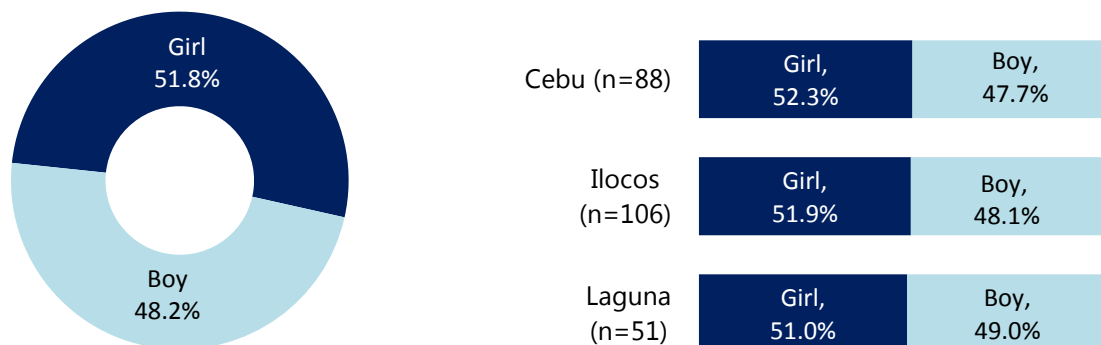 Girl
51.8%
Boy
48.2%
Cebu (n=88)
Girl,
52.3%
Boy,
47.7%
Ilocos
(n=106)
Girl,
51.9%
Boy,
48.1%
Laguna
(n=51)
Girl,
51.0%
Boy,
49.0%